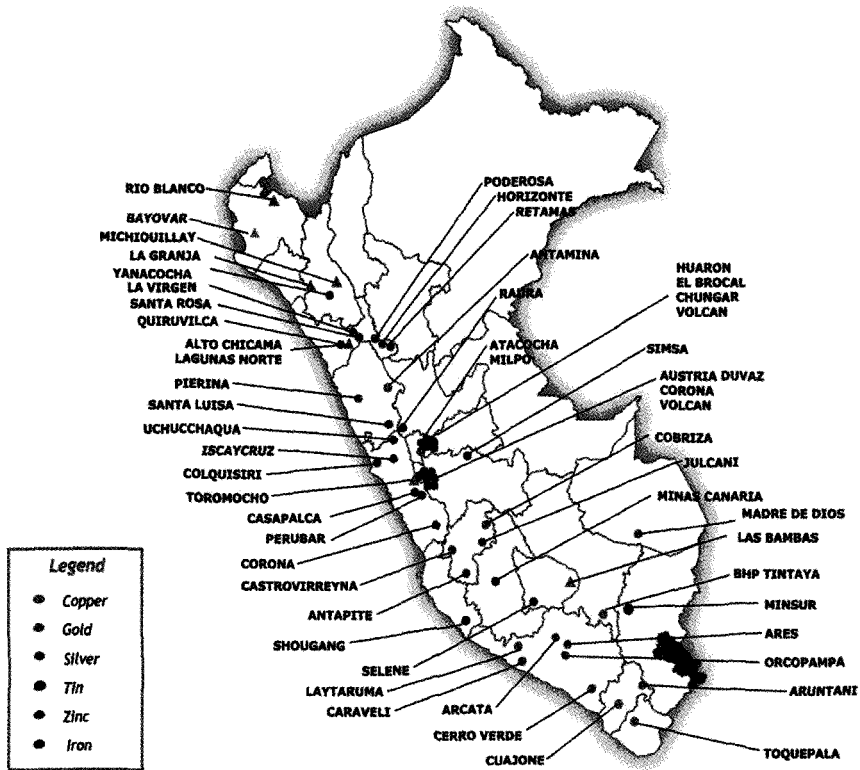 RIO BLANCO
BAYOVAR
MICHIOUILLAY
LA GRANJA
YANACOCHA
LA VIRGEN
SANTA ROSA
QUIRUVILCA
ALTO CHICAMA
LAGUNAS NORTE
PIERINA
SANTA LUISA
UCHUCCHAQUA
ISCAYCRUZ
COLQUISIRI
TOROMOCHO
CASAPALCA
PERUBAR
CORONA
CASTROVIRREYNA
ANTAPITE
SHOUGANG
SELENE
LAYTARUMA
CARAVELI
ARCATA
CERRO VERDE
CUAJONE
PODEROSA
HORIZONTE
RETAMAS
ANTAMINA
RAURA
ATACOCHA
MILPO
HUARON
EL BROCAL
CHUNGAR
VOLCAN
SIMSA
AUSTRIA DUVAZ
CORONA
VOLCAN
COBRIZA
JULCANI
MINAS CANARIA
MADRE DE DIOS
LAS BAMBAS
BHP TINTAYA
MINSUR
ARES
ORCOPAMPA
ARUNTANI
TOQUEPALA
Legend
Copper
Gold
Silver
Tin
Zinc
Iron